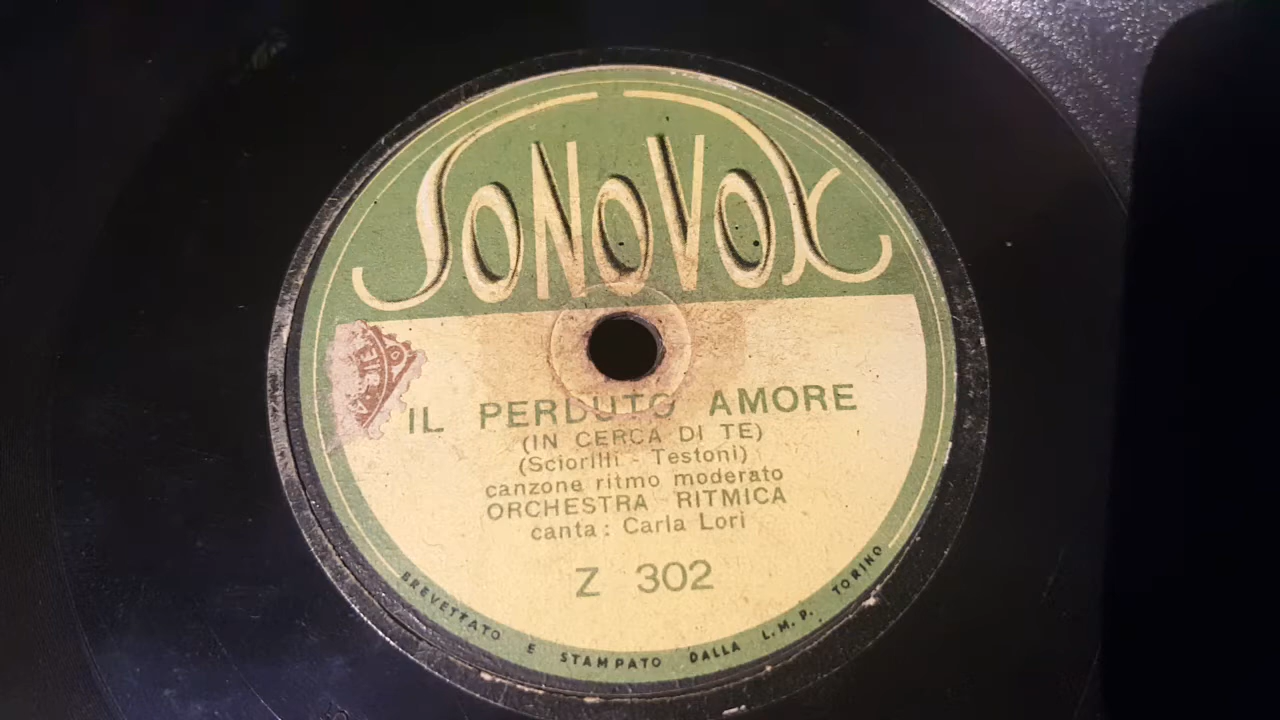 SONOVOX
IL PERDUTO AMORE
(IN CERCA DI TE)
(Sciorilli - Testoni)
canzone ritmo moderato
ORCHESTRA RITMICA
canta: Carla Lori
Z 302
BREVETTATO E STAMPATO DALLA L.M.P. TORINO